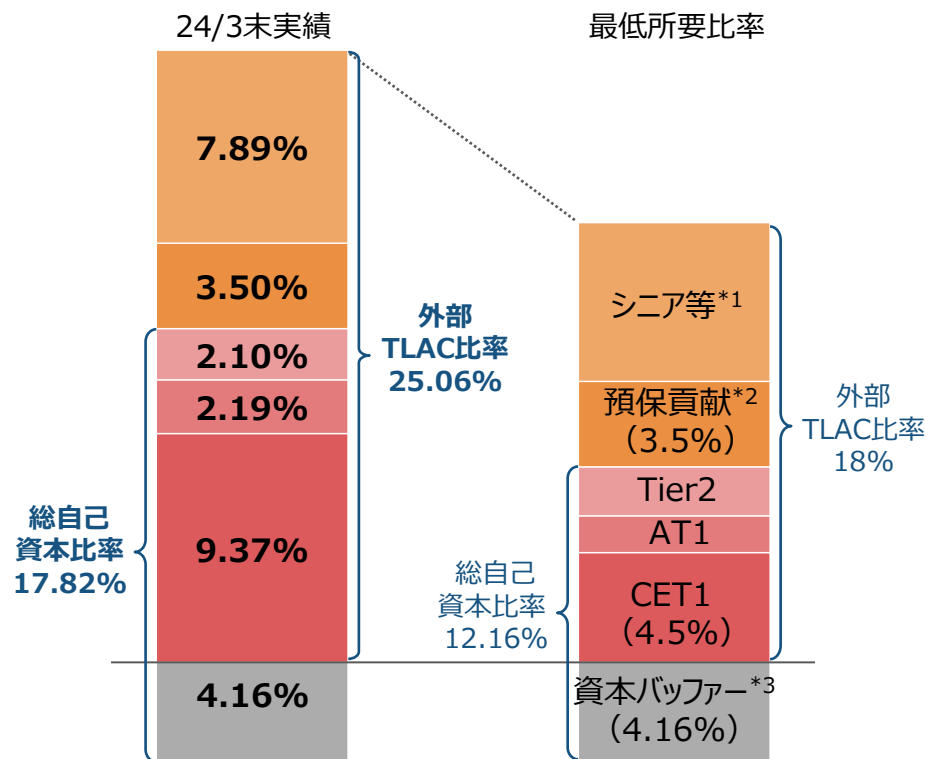 24/3末実績
7.89%
3.50%
2.10%
2.19%
9.37%
4.16%
外部
TLAC比率
25.06%
総自己
資本比率
17.82%
最低所要比率
シニア等*1
預保貢献*2
（3.5%）
Tier2
AT1
CET1
（4.5%）
資本バッファー*3
（4.16%）
外部
TLAC比率
18%
総自己
資本比率
12.16%